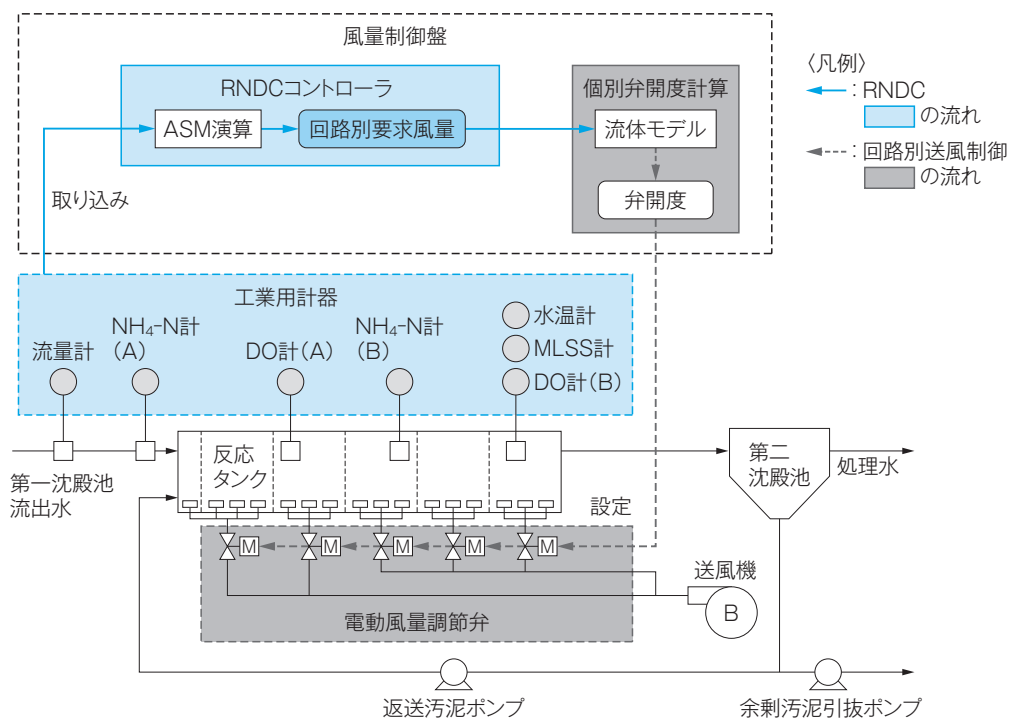 風量制御盤
RNDCコントローラ
ASM演算
回路別要求風量
個別弁開度計算
流体モデル
弁開度
〈凡例〉
: RNDC
の流れ
: 回路別送風制御
の流れ
取り込み
工業用計器
流量計
NH₄-N計
(A)
DO計(A)
NH₄-N計
(B)
水温計
MLSS計
DO計(B)
第一沈殿池
流出水
反応
タンク
第二
沈殿池
処理水
設定
M
M
M
M
M
電動風量調節弁
送風機
B
返送汚泥ポンプ
余剰汚泥引抜ポンプ